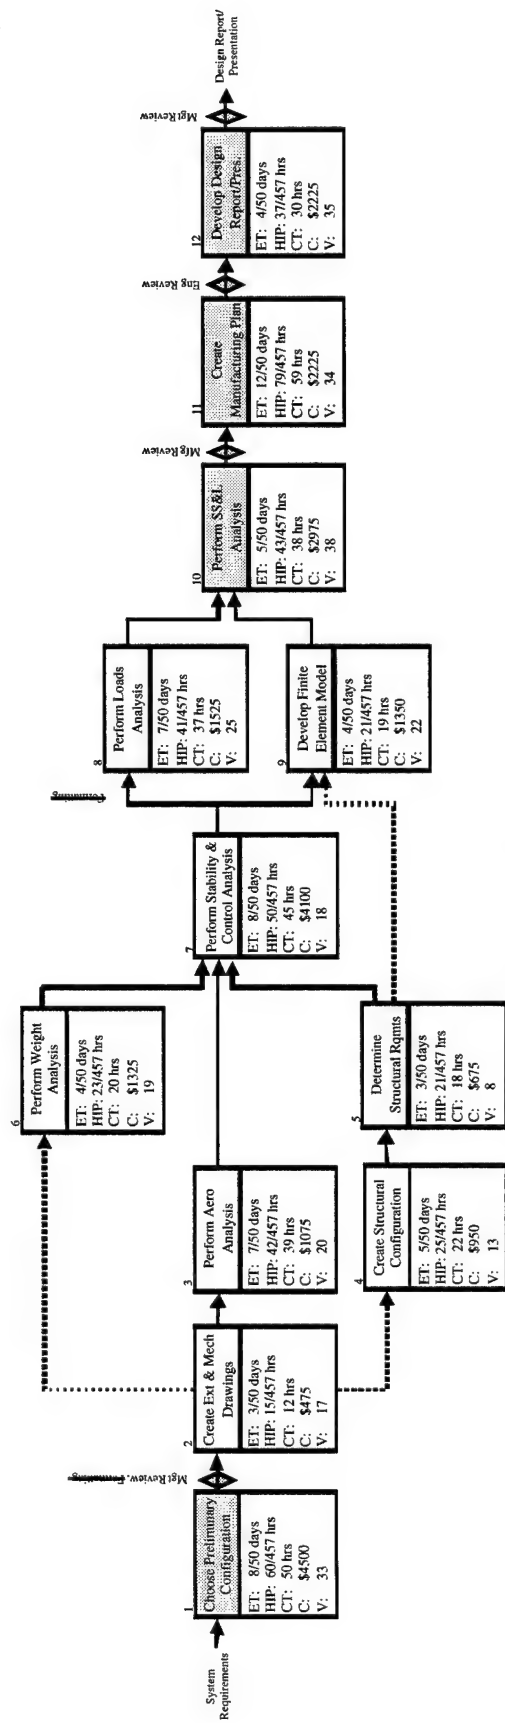 System
Requirements
1
Choose Preliminary
Configuration
ET: 8/50 days
HIP: 60/457 hrs
CT: 50 hrs
C: $4500
V: 33
Mgt Review, Formatting
2
Create Ext & Mech
Drawings
ET: 3/50 days
HIP: 15/457 hrs
CT: 12 hrs
C: $475
V: 17
3
Perform Aero
Analysis
ET: 7/50 days
HIP: 42/457 hrs
CT: 39 hrs
C: $1075
V: 20
4
Create Structural
Configuration
ET: 5/50 days
HIP: 25/457 hrs
CT: 22 hrs
C: $950
V: 13
5
Determine
Structural Rqmts
ET: 3/50 days
HIP: 21/457 hrs
CT: 18 hrs
C: $675
V: 8
6
Perform Weight
Analysis
ET: 4/50 days
HIP: 23/457 hrs
CT: 20 hrs
C: $1325
V: 19
7
Perform Stability &
Control Analysis
ET: 8/50 days
HIP: 50/457 hrs
CT: 45 hrs
C: $4100
V: 18
Formatting
8
Perform Loads
Analysis
ET: 7/50 days
HIP: 41/457 hrs
CT: 37 hrs
C: $1525
V: 25
9
Develop Finite
Element Model
ET: 4/50 days
HIP: 21/457 hrs
CT: 19 hrs
C: $1350
V: 22
10
Perform SS&L
Analysis
ET: 5/50 days
HIP: 43/457 hrs
CT: 38 hrs
C: $2975
V: 38
Mfg Review
11
Create
Manufacturing Plan
ET: 12/50 days
HIP: 79/457 hrs
CT: 59 hrs
C: $2225
V: 34
Eng Review
12
Develop Design
Report/Pres.
ET: 4/50 days
HIP: 37/457 hrs
CT: 30 hrs
C: $2225
V: 35
Mgt Review
Design Report/
Presentation